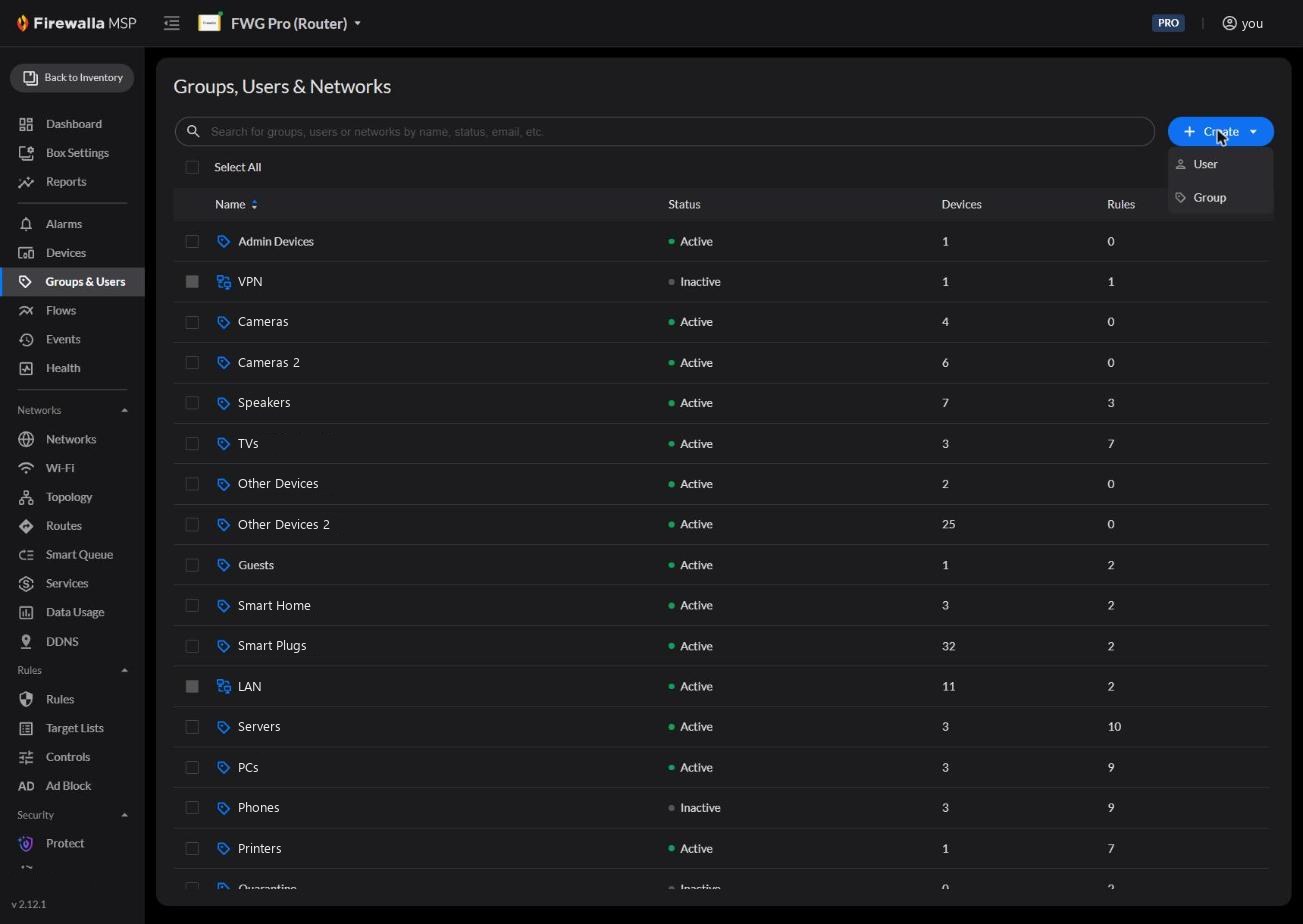 Firewalla MSP
FWG Pro (Router)
PRO
you
Back to Inventory
Dashboard
Box Settings
Reports
Alarms
Devices
Groups & Users
Flows
Events
Health
Networks
Networks
Wi-Fi
Topology
Routes
Smart Queue
Services
Data Usage
DDNS
Rules
Rules
Target Lists
Controls
AD Ad Block
Security
Protect
v 2.12.1
Groups, Users & Networks
Search for groups, users or networks by name, status, email, etc.
+ Create
User
Group
Select All
Name Status Devices Rules
Admin Devices Active 1 0
VPN Inactive 1 1
Cameras Active 4 0
Cameras 2 Active 6 0
Speakers Active 7 3
TVs Active 3 7
Other Devices Active 2 0
Other Devices 2 Active 25 0
Guests Active 1 2
Smart Home Active 3 2
Smart Plugs Active 32 2
LAN Active 11 2
Servers Active 3 10
PCs Active 3 9
Phones Inactive 3 9
Printers Active 1 7
Quarantine Inactive 0